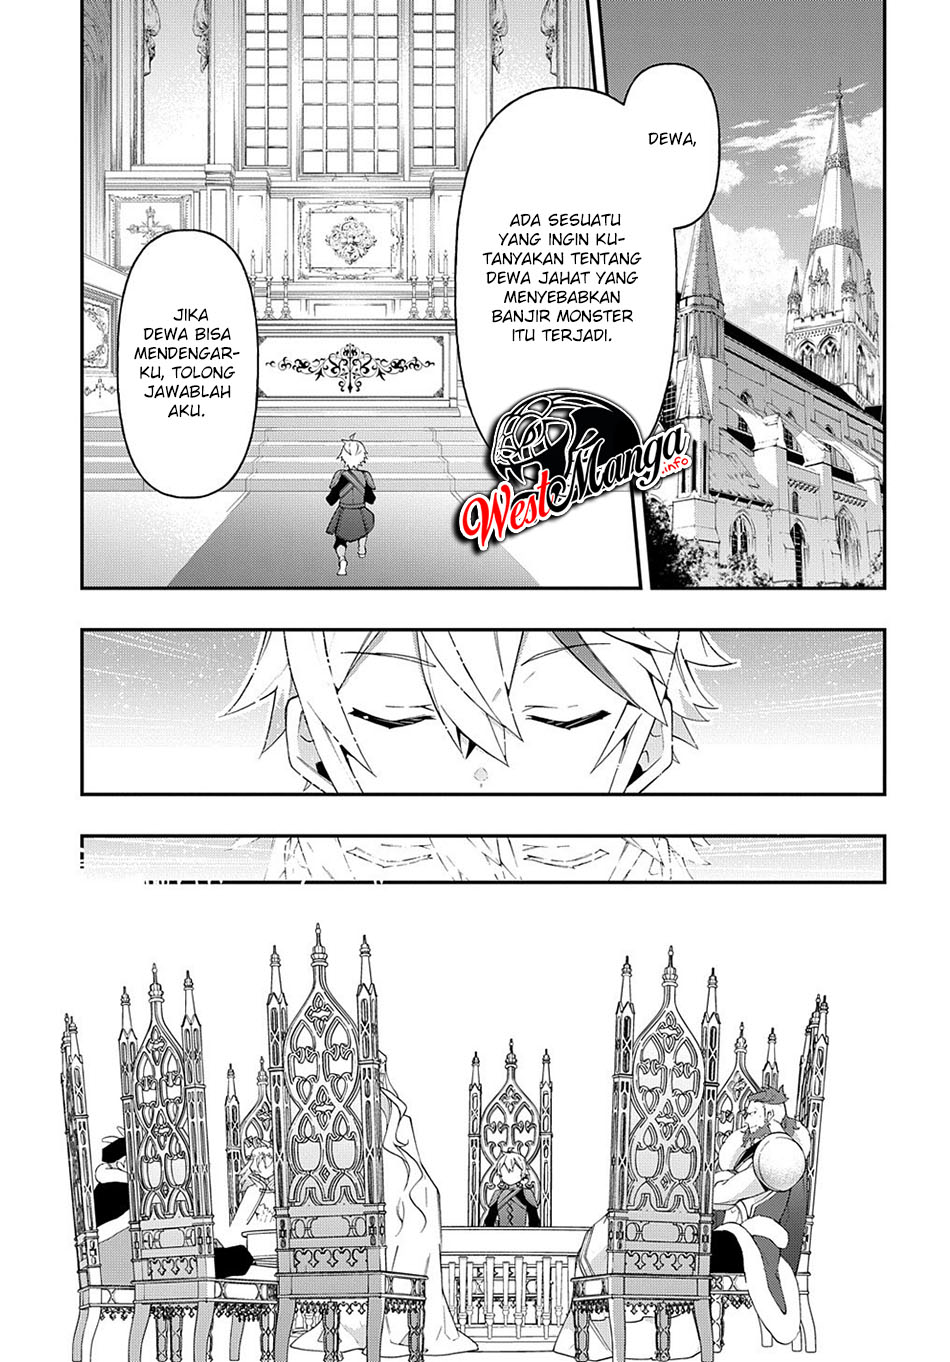 DEWA,
ADA SESUATU
YANG INGIN KU-
TANYAKAN TENTANG
DEWA JAHAT YANG
MENYEBABKAN
BANJIR MONSTER
ITU TERJADI.
JIKA
DEWA BISA
MENDENGAR-
KU, TOLONG
JAWABLAH
AKU.
WestManga
.info